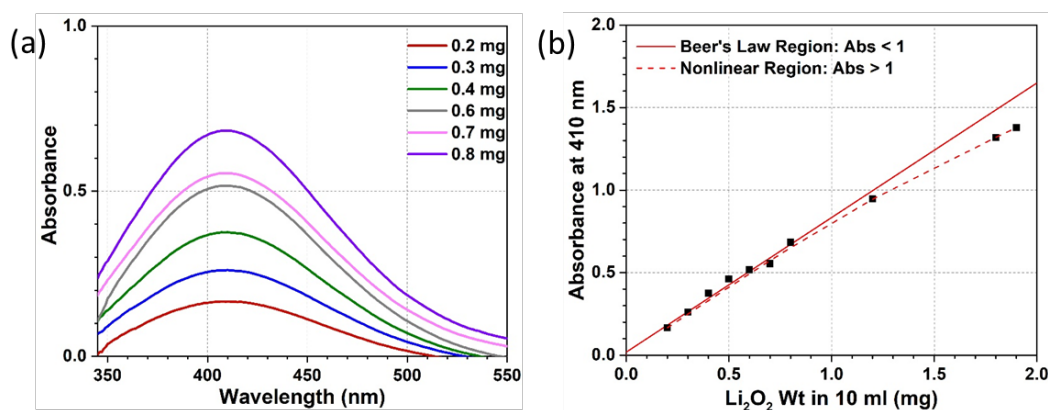 (a)
1.0
0.5
0.0
Absorbance
350 400 450 500 550
Wavelength (nm)
0.2 mg
0.3 mg
0.4 mg
0.6 mg
0.7 mg
0.8 mg
(b)
2.0
1.5
1.0
0.5
0.0
Absorbance at 410 nm
Beer's Law Region: Abs < 1
Nonlinear Region: Abs > 1
0.0 0.5 1.0 1.5 2.0
Li₂O₂ Wt in 10 ml (mg)